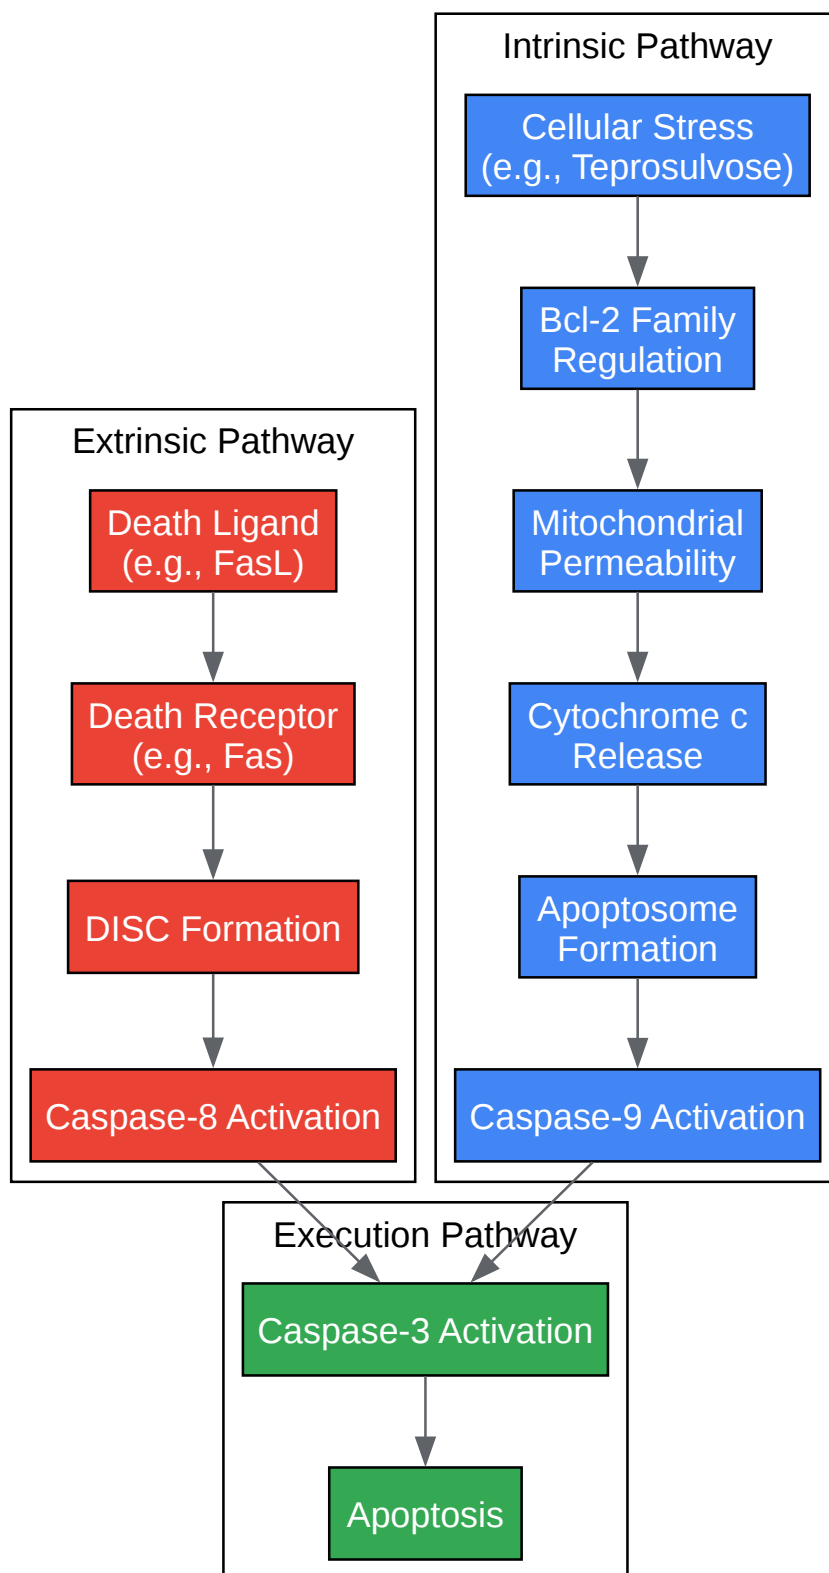 Intrinsic Pathway
Cellular Stress
(e.g., Teprosulvose)
Bcl-2 Family
Regulation
Mitochondrial
Permeability
Cytochrome c
Release
Apoptosome
Formation
Caspase-9 Activation
Extrinsic Pathway
Death Ligand
(e.g., FasL)
Death Receptor
(e.g., Fas)
DISC Formation
Caspase-8 Activation
Execution Pathway
Caspase-3 Activation
Apoptosis